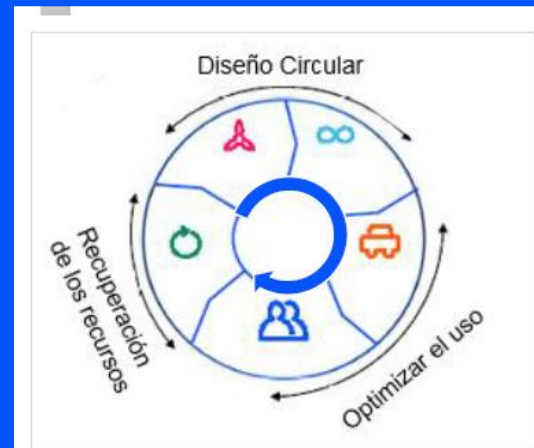 Diseño Circular
Recuperación
de los recursos
Optimizar el uso